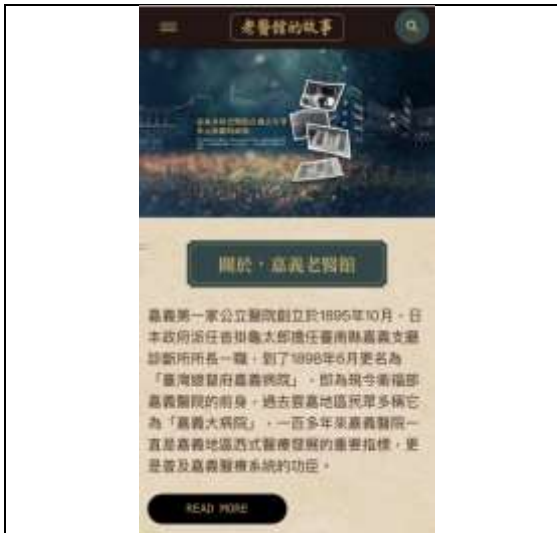 老醫館的故事
關於，嘉義老醫館
嘉義第一家公立醫院創立於1895年10月，日
本政府派任沓掛龜太郎擔任臺南縣嘉義支廳
診斷所所長一職，到了1898年6月更名為
「臺灣總督府嘉義病院」，即為現今衛福部
嘉義醫院的前身，過去雲嘉地區民眾多稱它
為「嘉義大病院」，一百多年來嘉義醫院一
直是嘉義地區西式醫療發展的重要指標，更
是普及嘉義醫療系統的功臣。
READ MORE